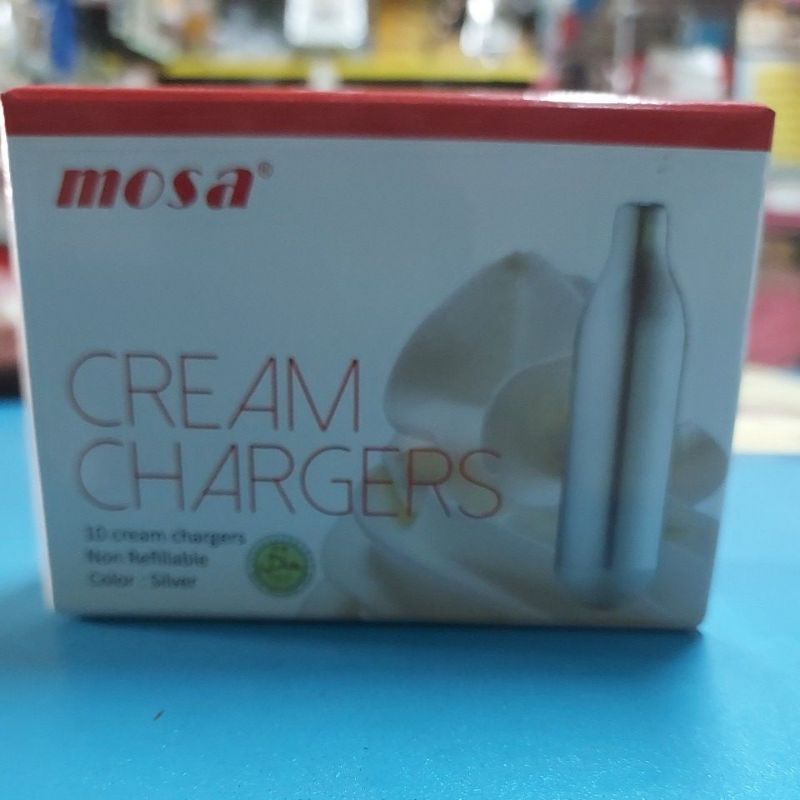 mosa®
CREAM
CHARGERS
10 cream chargers
Non Refillable
Color : Silver